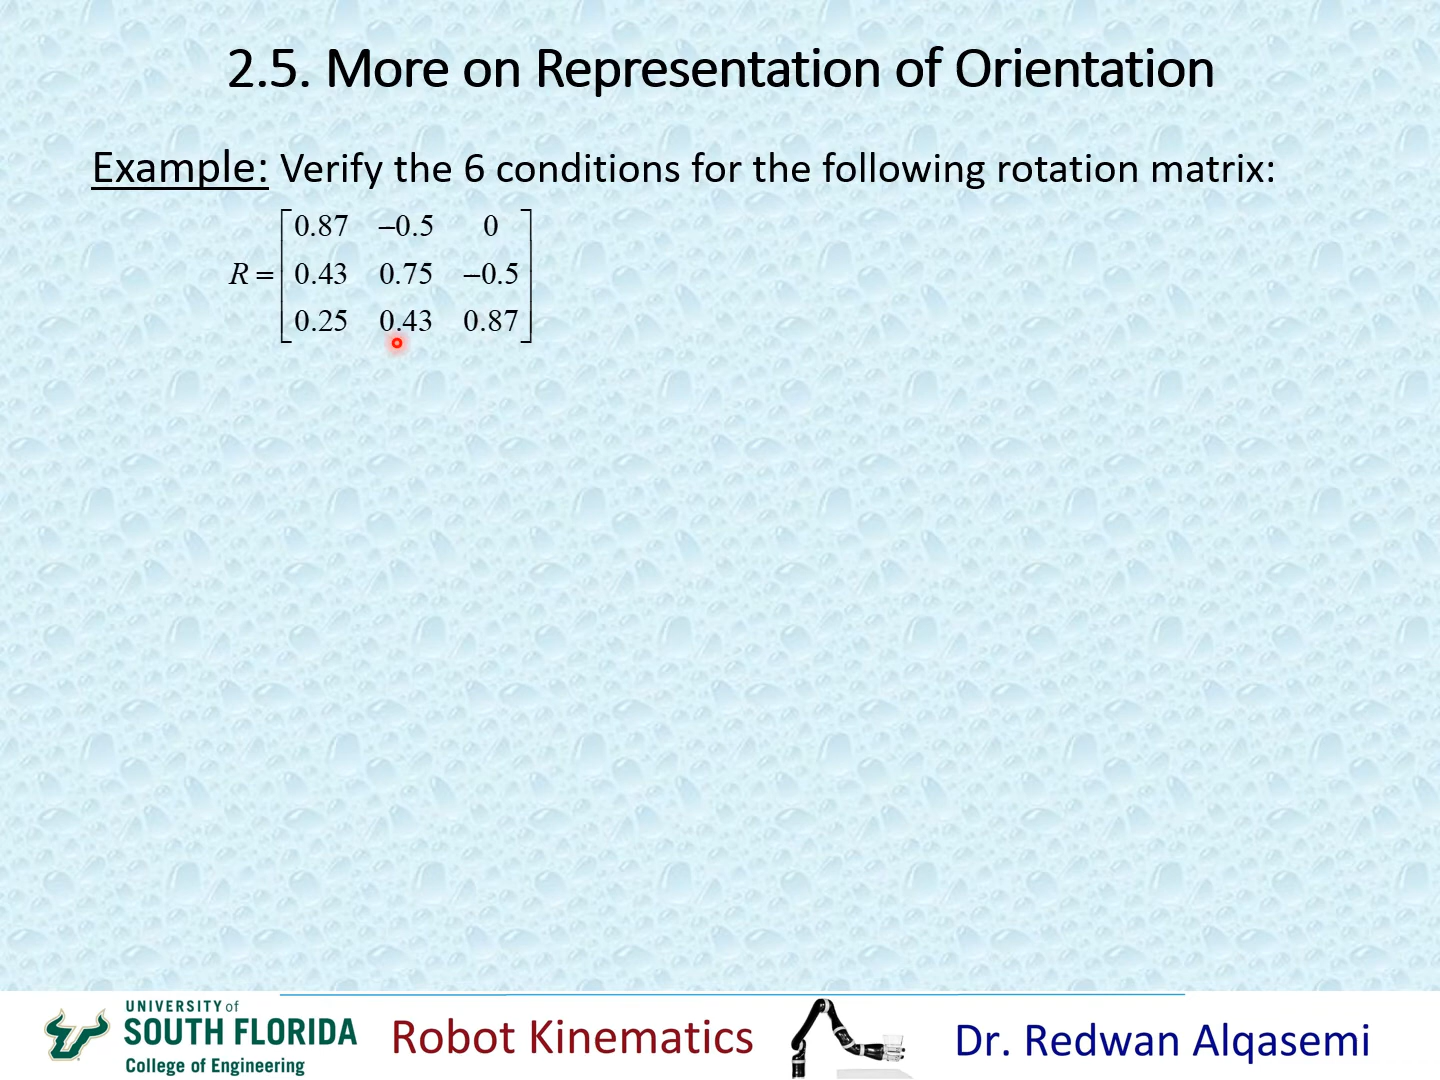 2.5. More on Representation of Orientation
Example: Verify the 6 conditions for the following rotation matrix:
0.87 −0.5 0
R = 0.43 0.75 −0.5
0.25 0.43 0.87
UNIVERSITY of
SOUTH FLORIDA
College of Engineering
Robot Kinematics
Dr. Redwan Alqasemi